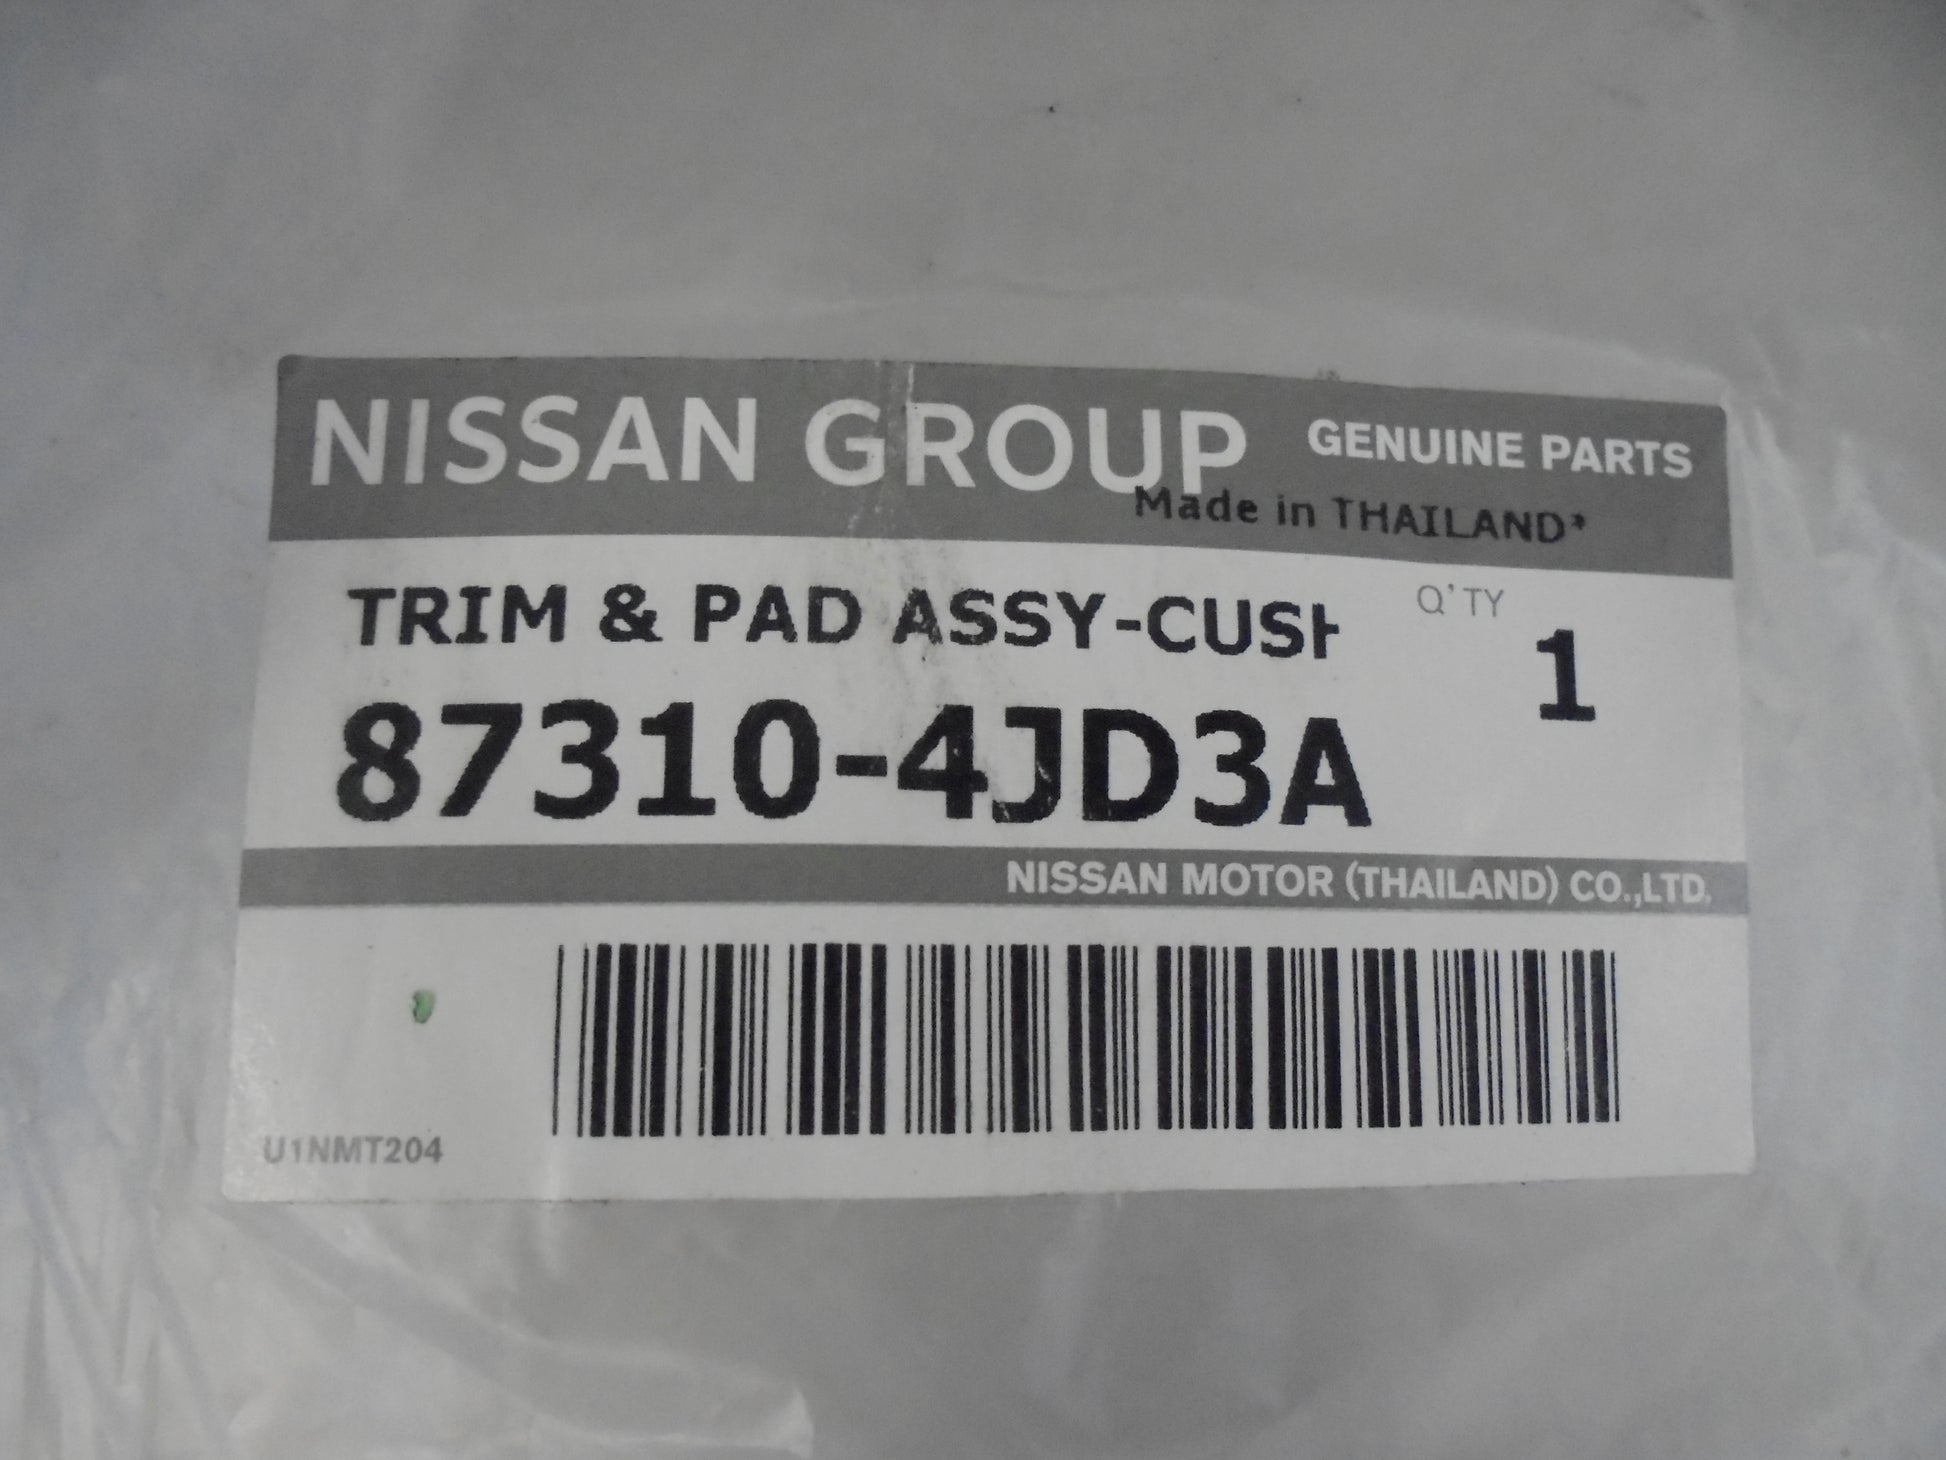 NISSAN GROUP GENUINE PARTS
Made in THAILAND*
TRIM & PAD ASSY-CUSH Q'TY
87310-4JD3A 1
NISSAN MOTOR (THAILAND) CO.,LTD.
U1NMT204